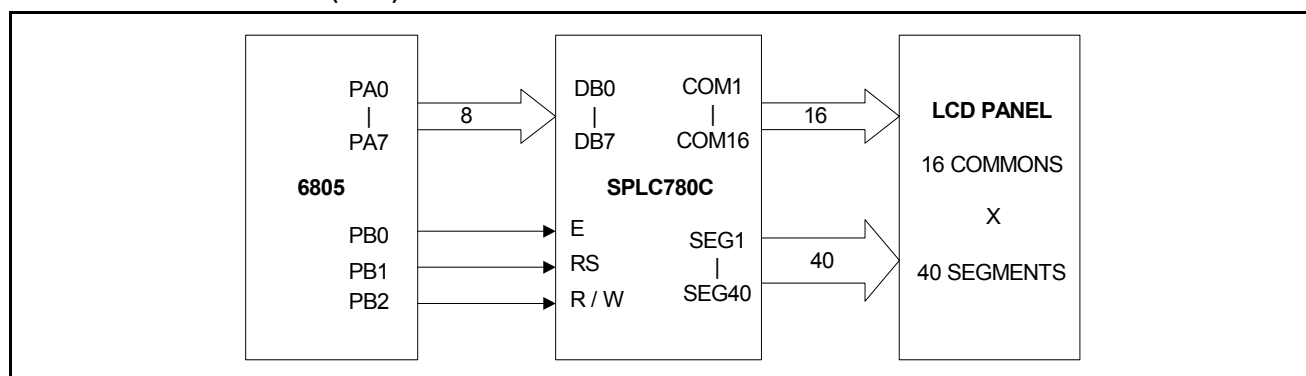 PA0
|
PA7
8
6805
PB0
PB1
PB2
DB0
|
DB7
COM1
|
COM16
SPLC780C
E
RS
R / W
SEG1
|
SEG40
16
40
LCD PANEL
16 COMMONS
X
40 SEGMENTS